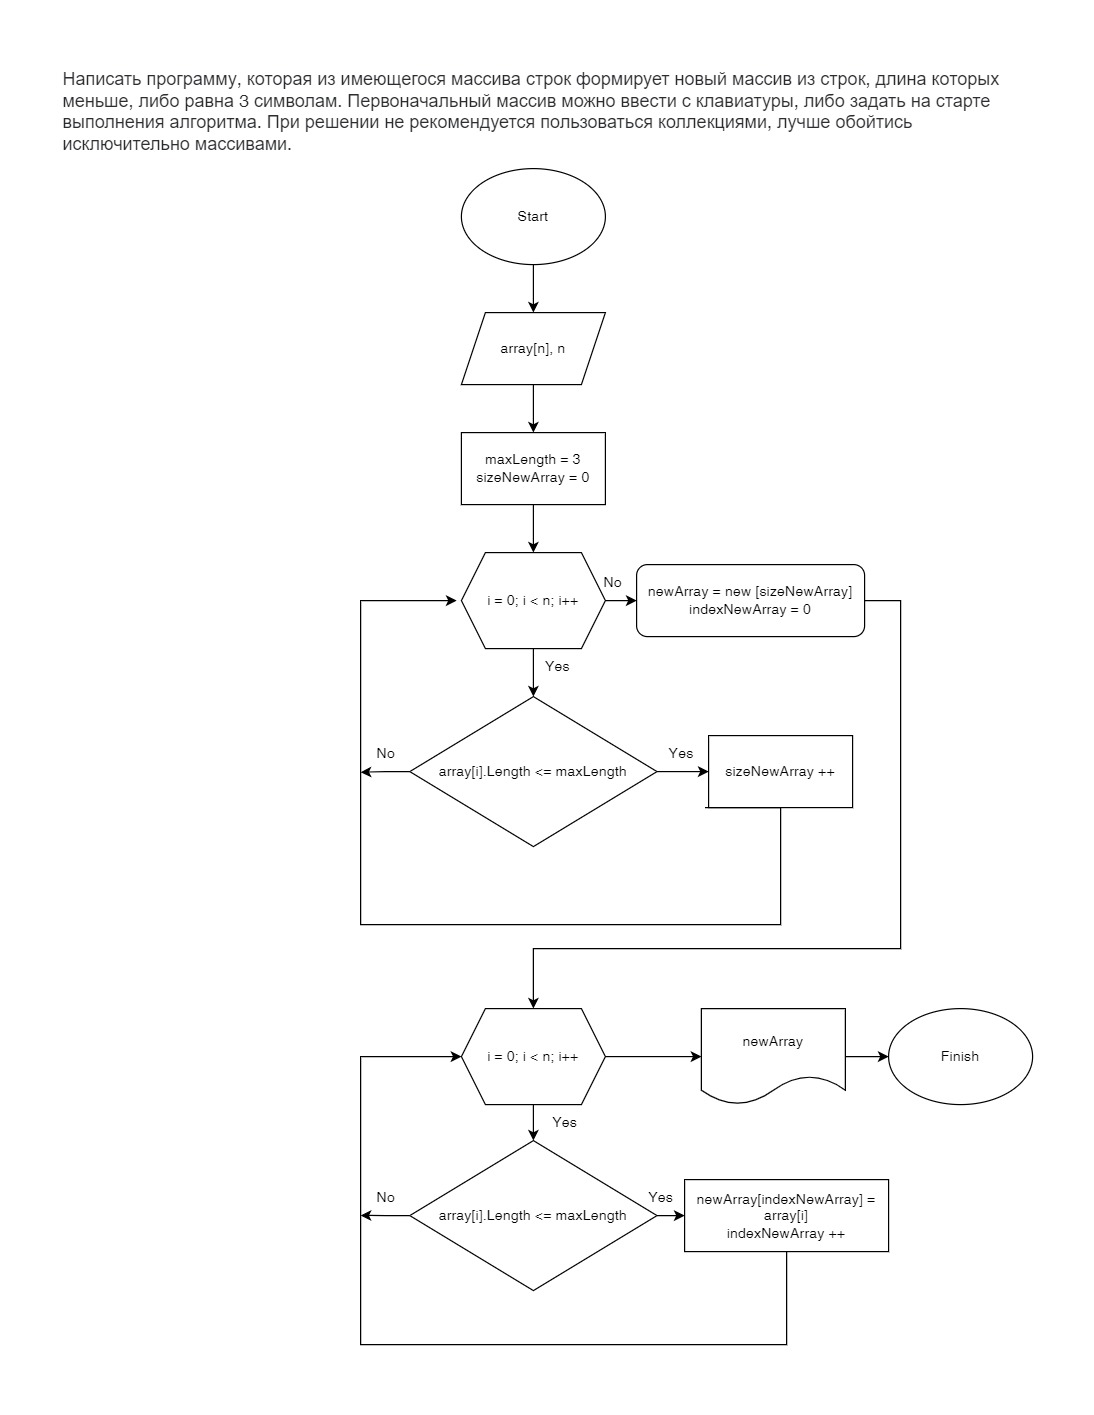 Написать программу, которая из имеющегося массива строк формирует новый массив из строк, длина которых
меньше, либо равна 3 символам. Первоначальный массив можно ввести с клавиатуры, либо задать на старте
выполнения алгоритма. При решении не рекомендуется пользоваться коллекциями, лучше обойтись
исключительно массивами.
Start
array[n], n
maxLength = 3
sizeNewArray = 0
i = 0; i < n; i++
No
newArray = new [sizeNewArray]
indexNewArray = 0
Yes
No
array[i].Length <= maxLength
Yes
sizeNewArray ++
i = 0; i < n; i++
newArray
Finish
Yes
No
array[i].Length <= maxLength
Yes
newArray[indexNewArray] =
array[i]
indexNewArray ++